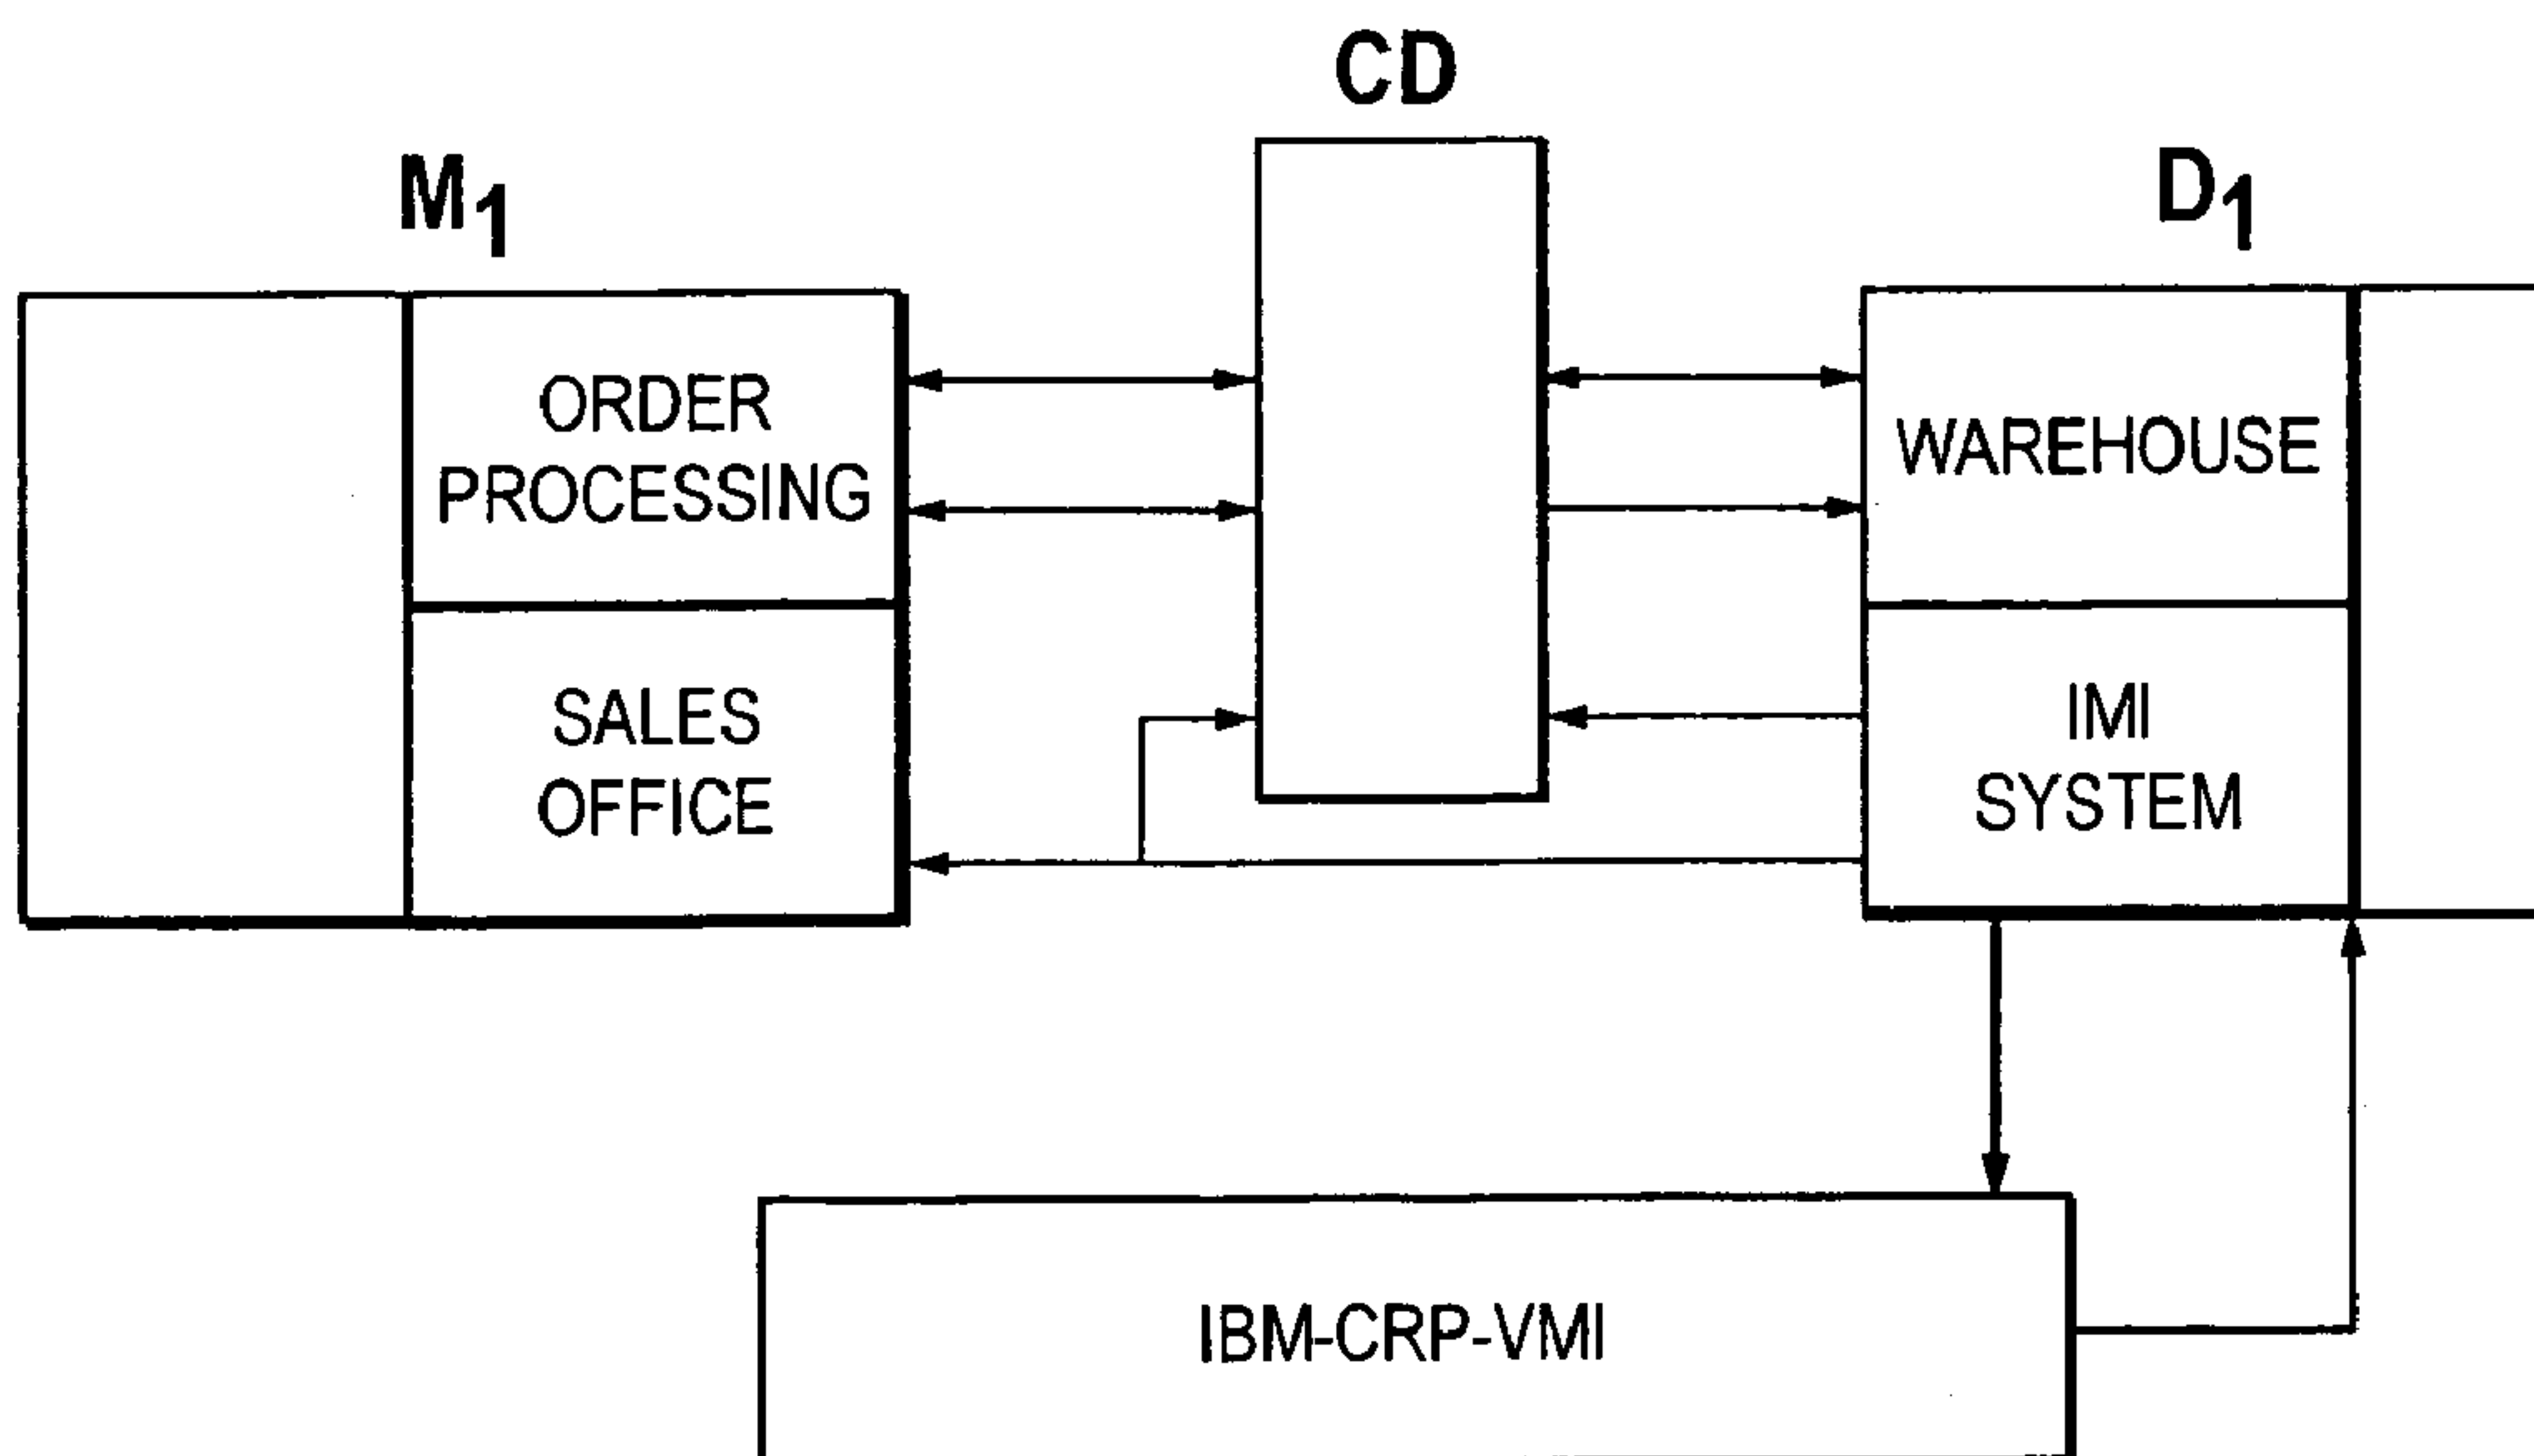 CD
M1
D1
ORDER
PROCESSING
WAREHOUSE
SALES
OFFICE
IMI
SYSTEM
IBM-CRP-VMI